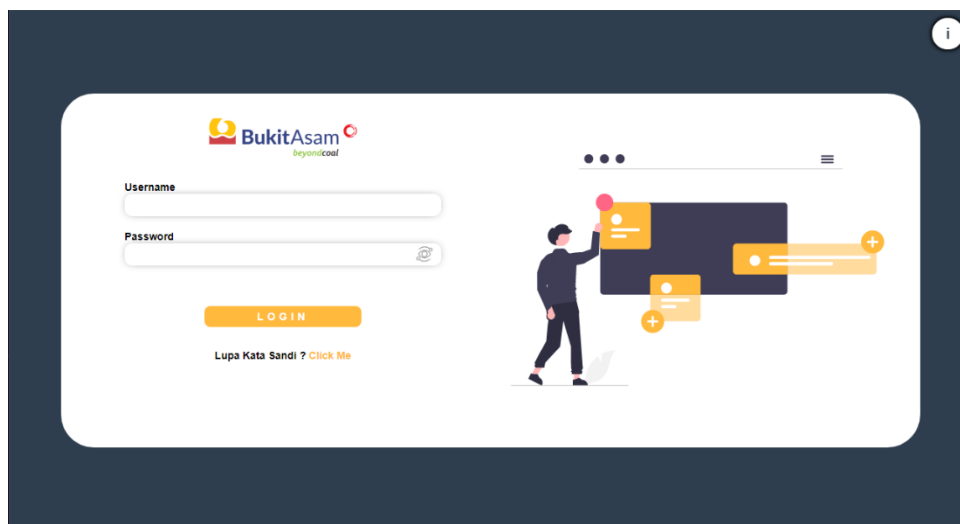 i
BukitAsam
beyondcoal
Username
Password
LOGIN
Lupa Kata Sandi ? Click Me